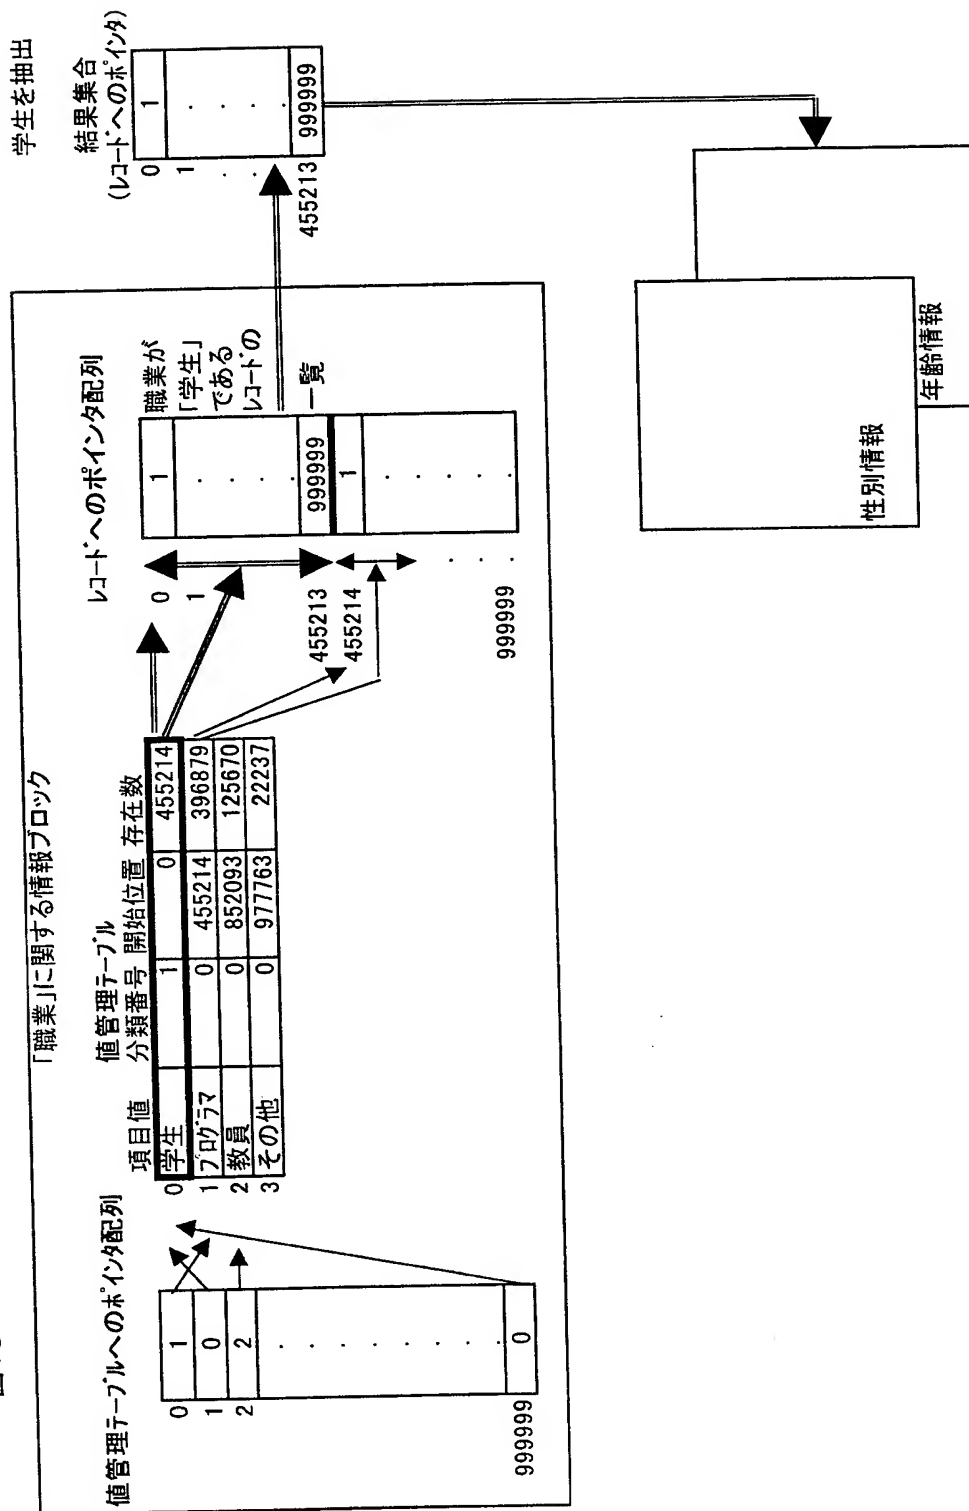 学生を抽出
「職業」に関する情報ブロック
値管理テーブルへのポインタ配列
0 1
1 0
2 2
. . . . . . .
999999 0
値管理テーブル
項目値 分類番号 開始位置 存在数
0 学生 1 0 455214
1 プログラマ 0 455214 396879
2 教員 0 852093 125670
3 その他 0 977763 22237
レコードへのポインタ配列
0 1
1 .
. . .
455213 999999
455214 1
. . . . .
999999
職業が
「学生」
である
レコードの
一覧
結果集合
(レコードへのポインタ)
0 1
1 .
. . .
455213 999999
性別情報
年齢情報